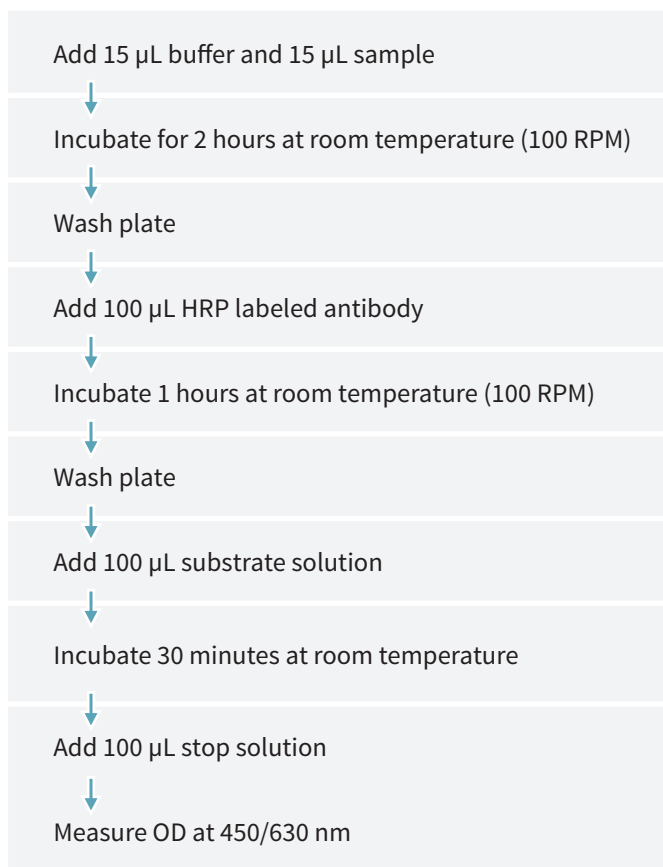 Add 15 µL buffer and 15 µL sample
Incubate for 2 hours at room temperature (100 RPM)
Wash plate
Add 100 µL HRP labeled antibody
Incubate 1 hours at room temperature (100 RPM)
Wash plate
Add 100 µL substrate solution
Incubate 30 minutes at room temperature
Add 100 µL stop solution
Measure OD at 450/630 nm